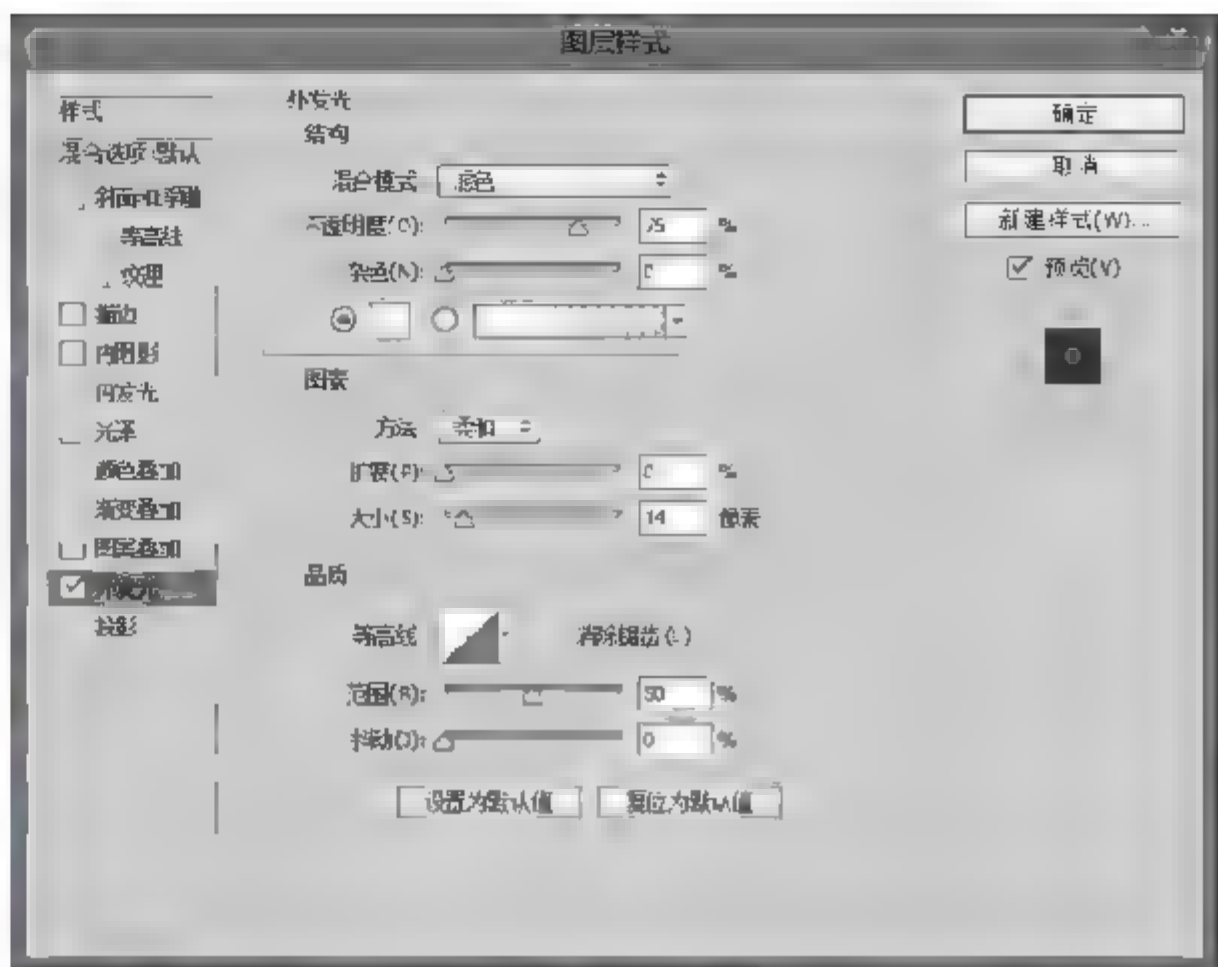 图层样式
样式
混合选项:默认
斜面和浮雕
等高线
纹理
描边
内阴影
内发光
光泽
颜色叠加
渐变叠加
图案叠加
外发光
投影
外发光
结构
混合模式 滤色
不透明度(O): 75 %
杂色(N): 0 %
图素
方法 柔和
扩展(P): 0 %
大小(S): 14 像素
品质
等高线 消除锯齿(L)
范围(R): 50 %
抖动(J): 0 %
设置为默认值 复位为默认值
确定
取消
新建样式(W)...
预览(V)